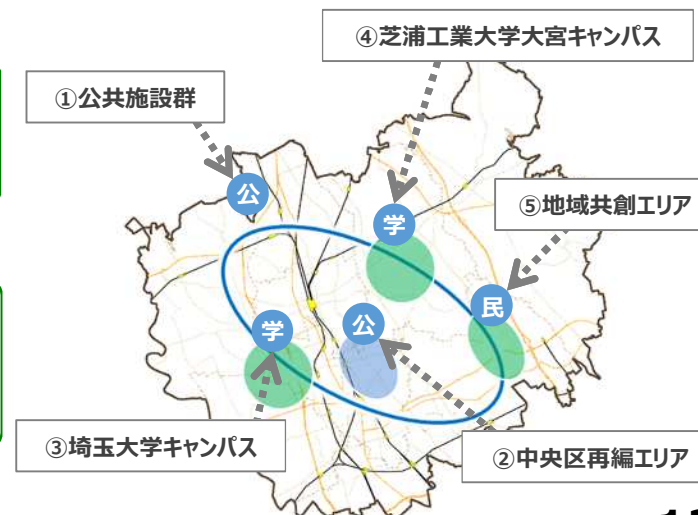 ④芝浦工業大学大宮キャンパス
①公共施設群
公
学
⑤地域共創エリア
民
学
公
③埼玉大学キャンパス
②中央区再編エリア